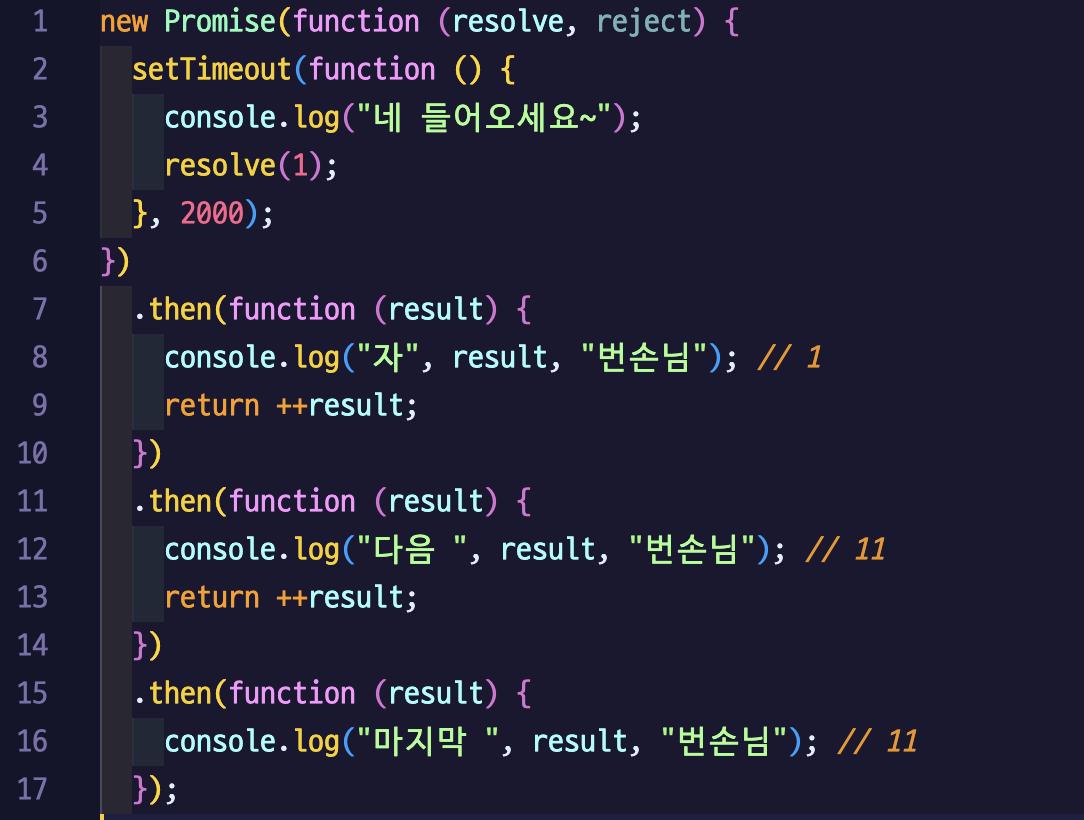 1 new Promise(function (resolve, reject) {
2 setTimeout(function () {
3 console.log("네 들어오세요~");
4 resolve(1);
5 }, 2000);
6 })
7 .then(function (result) {
8 console.log("자", result, "번손님"); // 1
9 return ++result;
10 })
11 .then(function (result) {
12 console.log("다음 ", result, "번손님"); // 11
13 return ++result;
14 })
15 .then(function (result) {
16 console.log("마지막 ", result, "번손님"); // 11
17 });